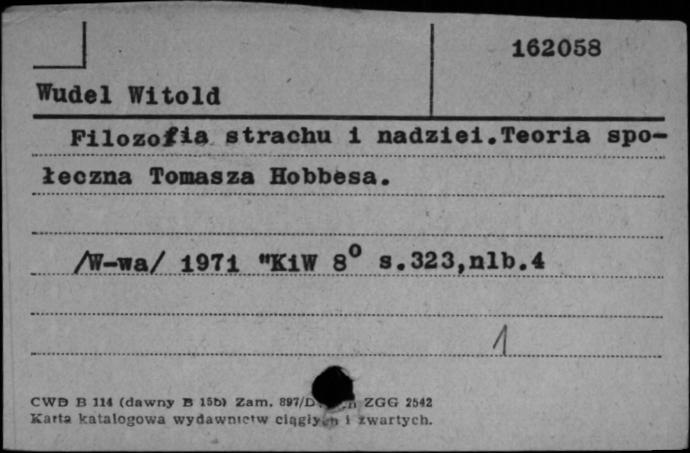 162058
Wudel Witold
Filozofia strachu i nadziei.Teoria spo-
łeczna Tomasza Hobbesa.
/W-wa/ 1971 "KiW 8⁰ s.323,nlb.4
1
CWD B 114 (dawny B 15b) Zam. 897/D ZGG 2542
Karta katalogowa wydawnictw ciągłych i zwartych.